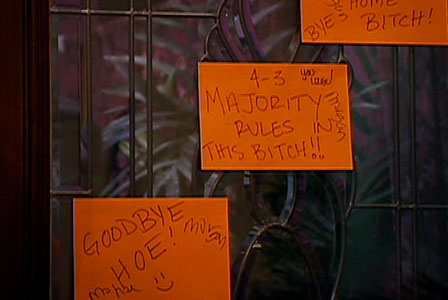 BYE'S HOME
BITCH!
4-3 you lose!
MAJORITY
RULES IN
THIS BITCH!!
GOODBYE
HOE!